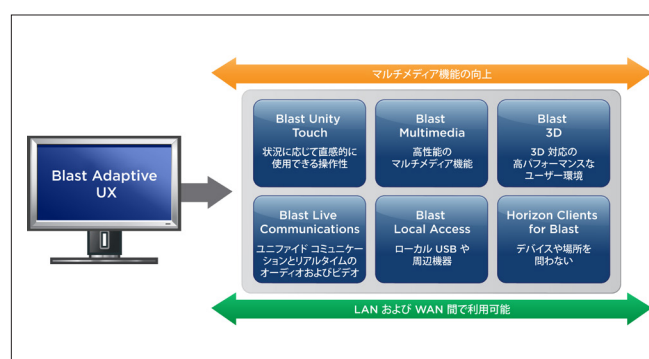 マルチメディア機能の向上
Blast Adaptive
UX
Blast Unity
Touch
状況に応じて直感的に
使用できる操作性
Blast
Multimedia
高性能の
マルチメディア機能
Blast
3D
3D 対応の
高パフォーマンスな
ユーザー環境
Blast Live
Communications
ユニファイド コミュニケー
ションとリアルタイムの
オーディオおよびビデオ
Blast
Local Access
ローカル USB や
周辺機器
Horizon Clients
for Blast
デバイスや場所を
問わない
LAN および WAN 間で利用可能